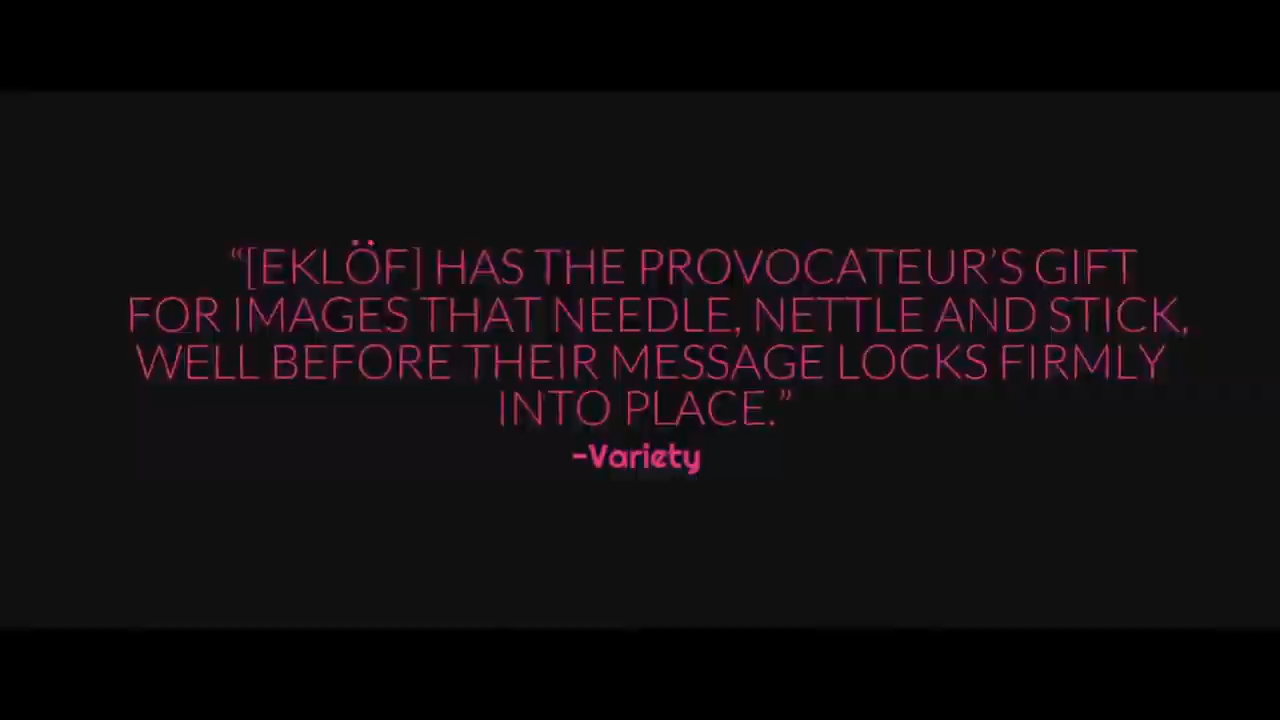 “[EKLÖF] HAS THE PROVOCATEUR’S GIFT
FOR IMAGES THAT NEEDLE, NETTLE AND STICK,
WELL BEFORE THEIR MESSAGE LOCKS FIRMLY
INTO PLACE.”
-Variety